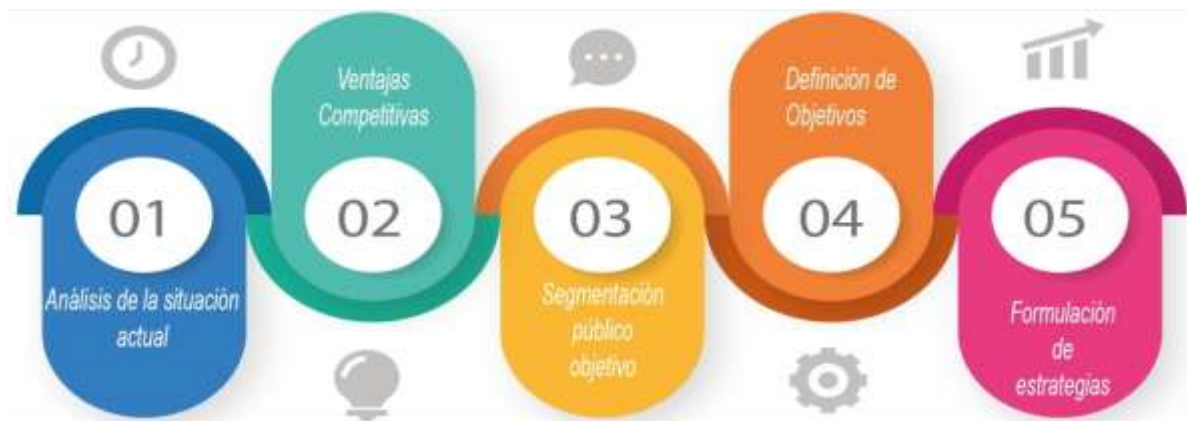 01
Análisis de la situación
actual
Ventajas
Competitivas
02
03
Segmentación
público
objetivo
Definición de
Objetivos
04
05
Formulación
de
estrategias